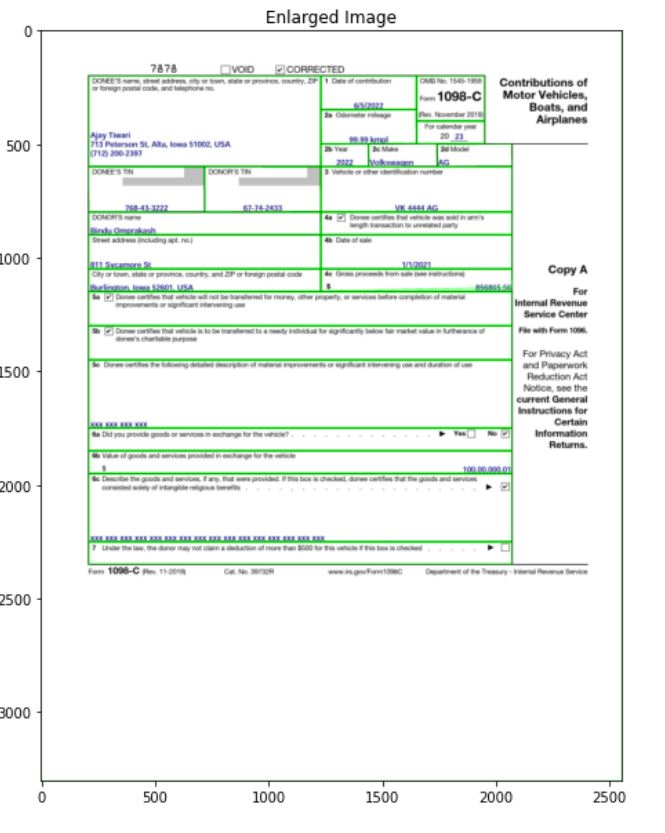 Enlarged Image
0
500
1000
1500
2000
2500
3000
0 500 1000 1500 2000 2500
7878 VOID CORRECTED
DONEE'S name, street address, city or town, state or province, country, ZIP or foreign postal code, and telephone no.
Ajay Tiwari
713 Peterson St, Alta, Iowa 51002, USA
(712) 200-2397
1 Date of contribution
6/5/2022
2a Odometer mileage
99.99 kmpl
OMB No. 1545-1959
Form 1098-C
(Rev. November 2019)
For calendar year
20 23
2b Year 2c Make 2d Model
2022 Volkswagen AG
Contributions of
Motor Vehicles,
Boats, and
Airplanes
DONEE'S TIN DONOR'S TIN
768-43-3222 67-74-2433
3 Vehicle or other identification number
VK 4444 AG
DONOR'S name
Bindu Omprakash
4a Donee certifies that vehicle was sold in arm's
length transaction to unrelated party
Street address (including apt. no.)
811 Sycamore St
4b Date of sale
1/1/2021
City or town, state or province, country, and ZIP or foreign postal code
Burlington, Iowa 52601, USA
4c Gross proceeds from sale (see instructions)
$ 856865.56
5a Donee certifies that vehicle will not be transferred for money, other property, or services before completion of material
improvements or significant intervening use
5b Donee certifies that vehicle is to be transferred to a needy individual for significantly below fair market value in furtherance of
donee's charitable purpose
5c Donee certifies the following detailed description of material improvements or significant intervening use and duration of use
xxx xxx xxx xxx
6a Did you provide goods or services in exchange for the vehicle? . . . . . . . . . . . . ▶ Yes No
6b Value of goods and services provided in exchange for the vehicle
$ 100,00,000.01
6c Describe the goods and services, if any, that were provided. If this box is checked, donee certifies that the goods and services
consisted solely of intangible religious benefits . . . . . . . . . . . . . . . . . ▶
xxx xxx xxx xxx xxx xxx xxx xxx xxx xxx xxx xxx xxx xxx xxx xxx
7 Under the law, the donor may not claim a deduction of more than $500 for this vehicle if this box is checked . . . . . ▶
Copy A
For
Internal Revenue
Service Center
File with Form 1096.
For Privacy Act
and Paperwork
Reduction Act
Notice, see the
current General
Instructions for
Certain
Information
Returns.
Form 1098-C (Rev. 11-2019) Cat. No. 39732R www.irs.gov/Form1098C Department of the Treasury - Internal Revenue Service